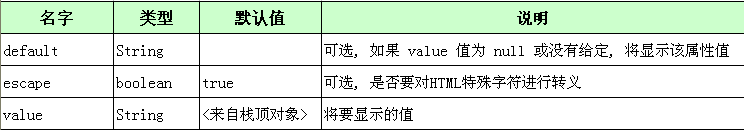 名字 类型 默认值 说明
default String 可选, 如果 value 值为 null 或没有给定, 将显示该属性值
escape boolean true 可选, 是否要对HTML特殊字符进行转义
value String <来自栈顶对象> 将要显示的值